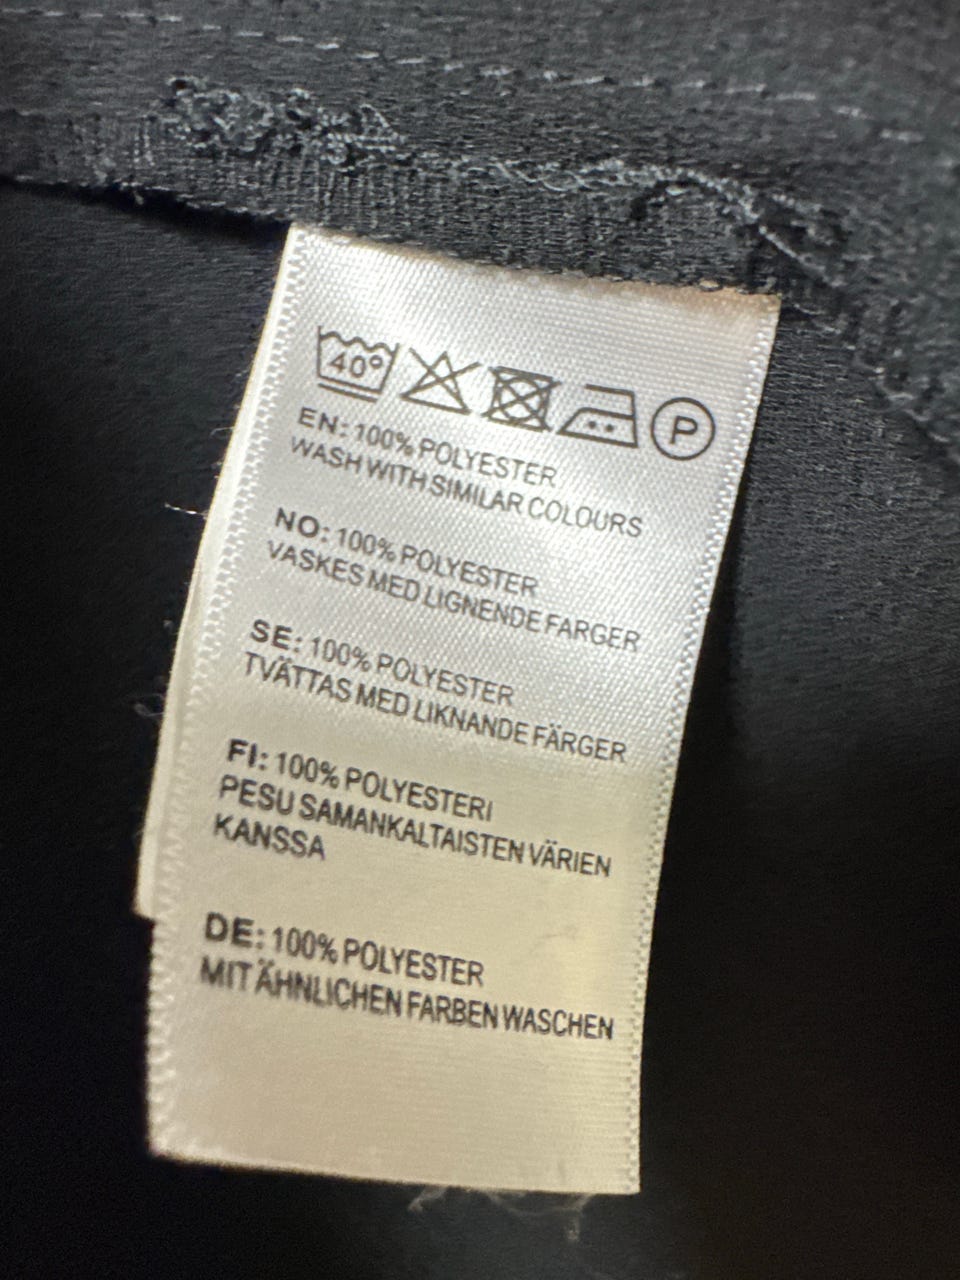 40° P
EN: 100% POLYESTER
WASH WITH SIMILAR COLOURS
NO: 100% POLYESTER
VASKES MED LIGNENDE FARGER
SE: 100% POLYESTER
TVÄTTAS MED LIKNANDE FÄRGER
FI: 100% POLYESTERI
PESU SAMANKALTAISTEN VÄRIEN
KANSSA
DE: 100% POLYESTER
MIT ÄHNLICHEN FARBEN WASCHEN